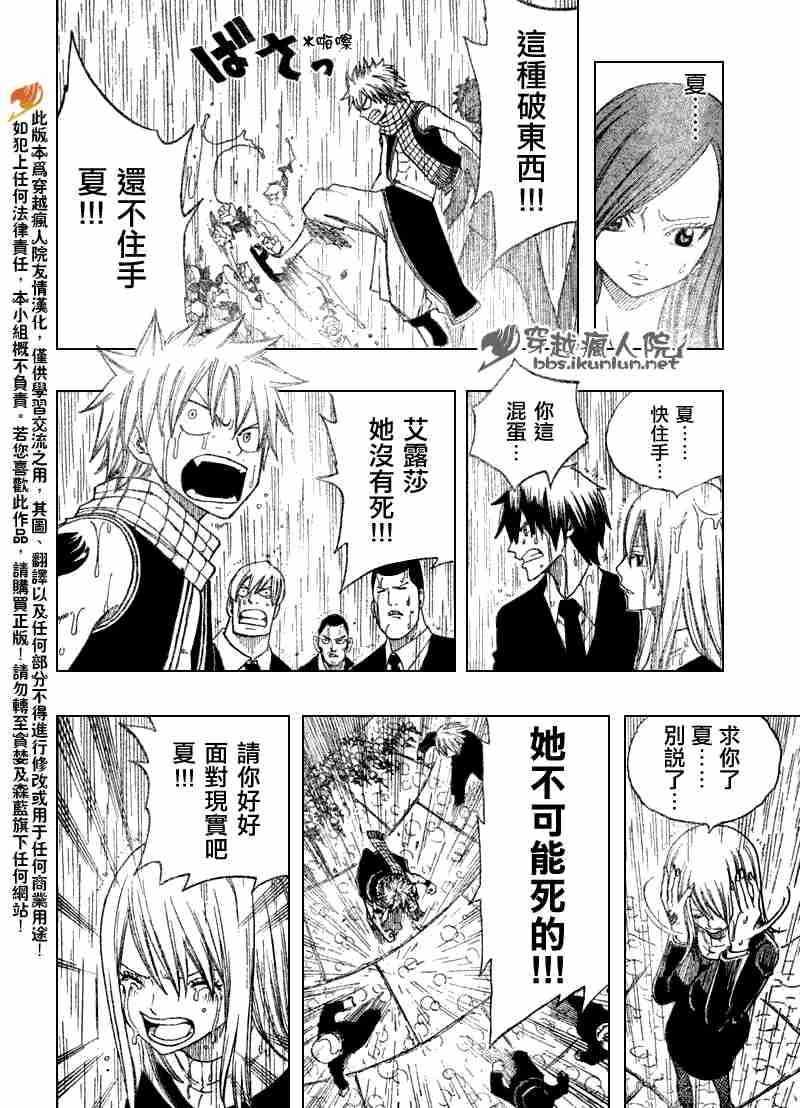 夏……
這種破東西!!!
ばさっ
木啪嚓
還不住手
夏!!!
穿越瘋人院
bbs.ikunlun.net
夏……
快住手…
你這
混蛋…
艾露莎
她沒有死!!!
求你了
夏……
別説了…
她不可能死的!!!
請你好好
面對現實吧
夏!!!
此版本爲穿越瘋人院友情漢化，僅供學習交流之用，其圖、翻譯以及任何部分不得進行修改或用于任何商業用途！
如犯上任何法律責任，本小組概不負責。若您喜歡此作品，請購買正版！請勿轉至貪婪及森藍旗下任何網站！